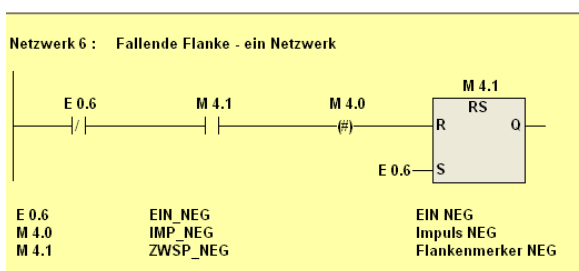 Netzwerk 6 : Fallende Flanke - ein Netzwerk
M 4.1
E 0.6 M 4.1 M 4.0 RS
(#) R Q
E 0.6 S
E 0.6 EIN_NEG EIN NEG
M 4.0 IMP_NEG Impuls NEG
M 4.1 ZWSP_NEG Flankenmerker NEG